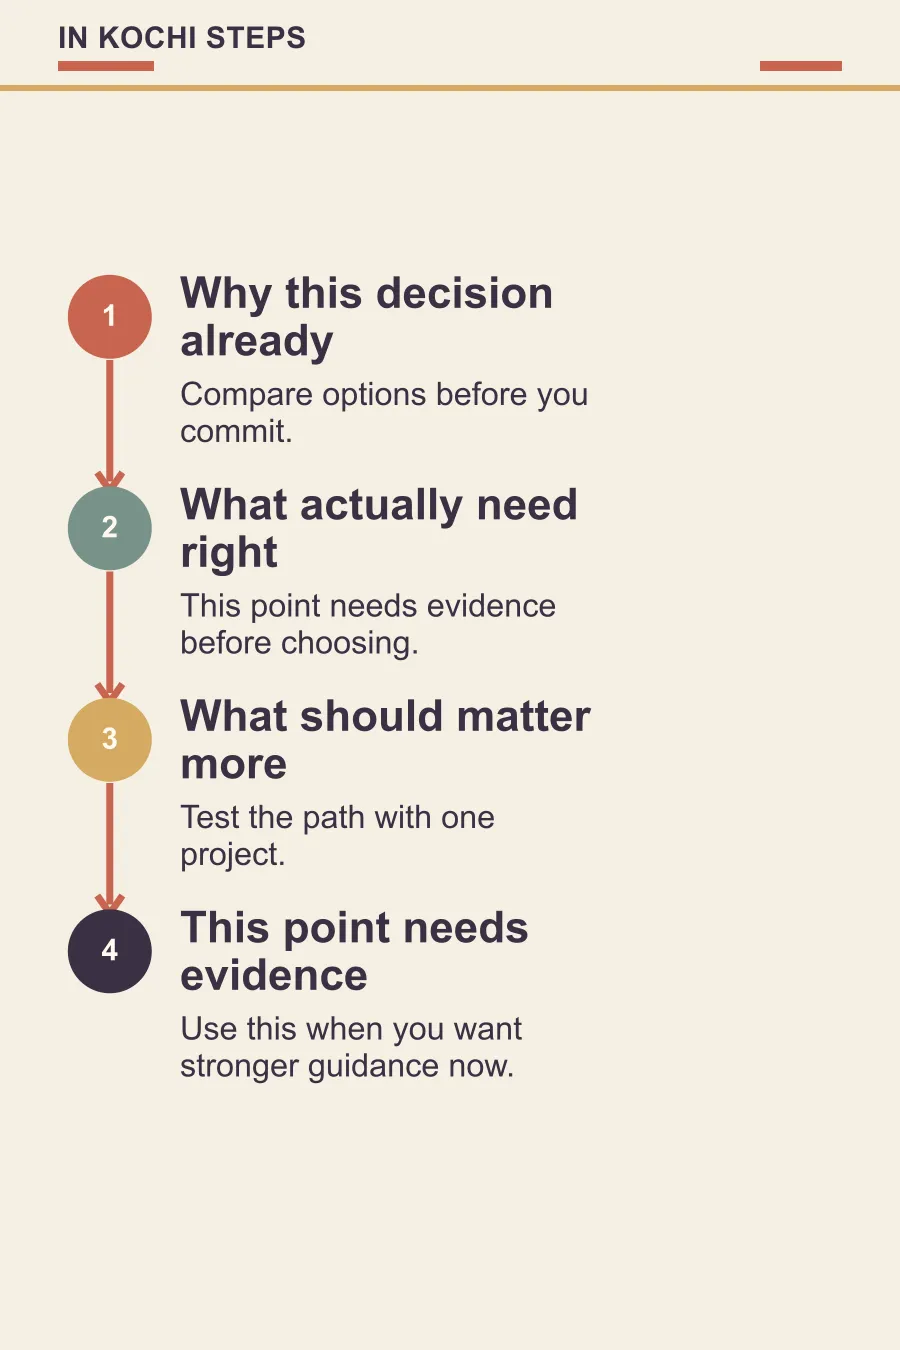 IN KOCHI STEPS
1
Why this decision
already
Compare options before you
commit.
2
What actually need
right
This point needs evidence
before choosing.
3
What should matter
more
Test the path with one
project.
4
This point needs
evidence
Use this when you want
stronger guidance now.